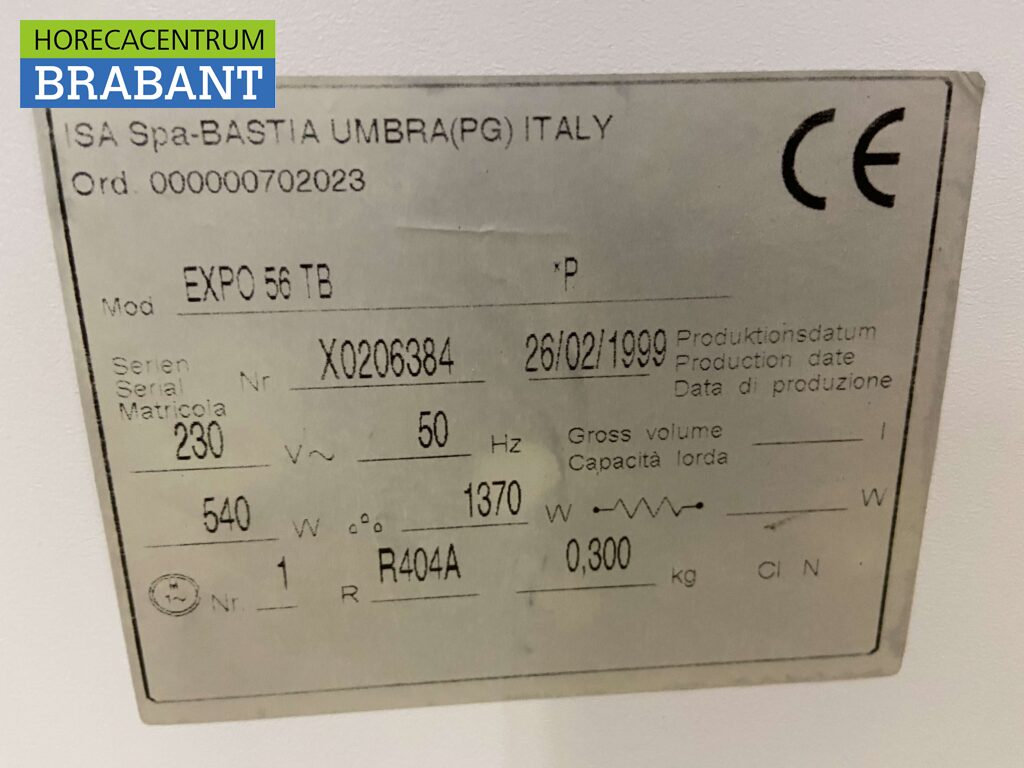 HORECACENTRUM
BRABANT
ISA Spa-BASTIA UMBRA(PG) ITALY
Ord. 000000702023
CE
Mod EXPO 56 TB *P
Serien
Serial
Matricola
Nr X0206384 26/02/1999
Produktionsdatum
Production date
Data di produzione
230 V~ 50 Hz
Gross volume
Capacità lorda
l
540 W 1370 W W
M
1~
Nr. 1 R R404A 0,300 kg Cl N